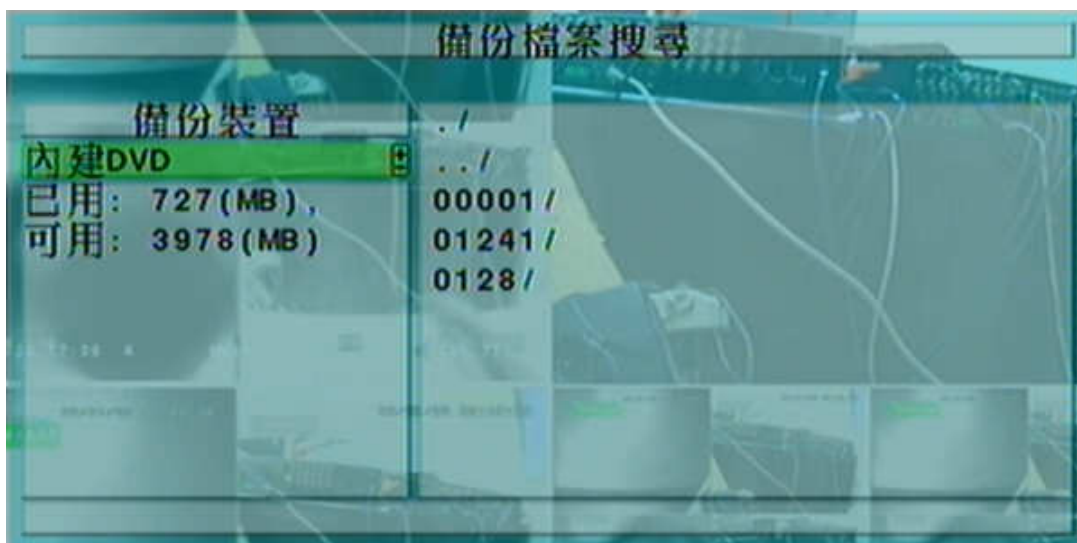 備份檔案搜尋
備份裝置
內建DVD
已用: 727(MB),
可用: 3978(MB)
./
../
00001/
01241/
0128/